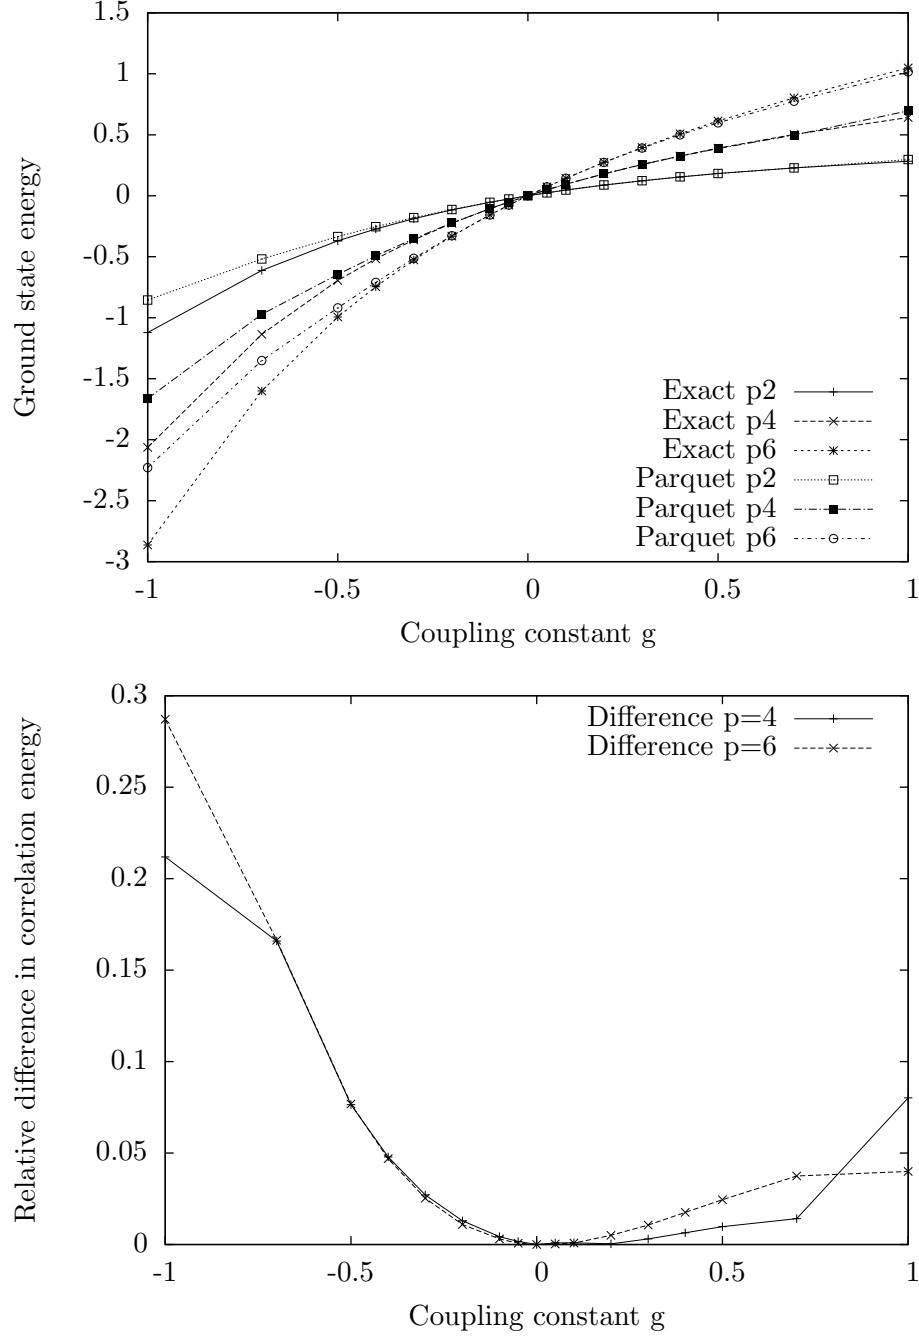 1.5
1
0.5
0
-0.5
-1
-1.5
-2
-2.5
-3
Ground state energy
Exact p2
Exact p4
Exact p6
Parquet p2
Parquet p4
Parquet p6
-1 -0.5 0 0.5 1
Coupling constant g
0.3
0.25
0.2
0.15
0.1
0.05
0
Relative difference in correlation energy
Difference p=4
Difference p=6
-1 -0.5 0 0.5 1
Coupling constant g